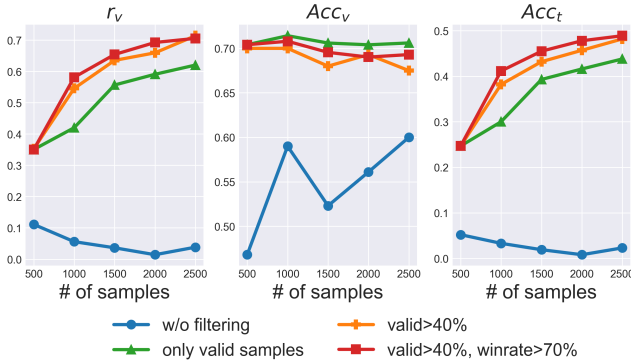 r_v
Acc_v
Acc_t
0.7
0.6
0.5
0.4
0.3
0.2
0.1
0.0
500 1000 1500 2000 2500
# of samples
0.70
0.65
0.60
0.55
0.50
500 1000 1500 2000 2500
# of samples
0.5
0.4
0.3
0.2
0.1
0.0
500 1000 1500 2000 2500
# of samples
w/o filtering
only valid samples
valid>40%
valid>40%, winrate>70%